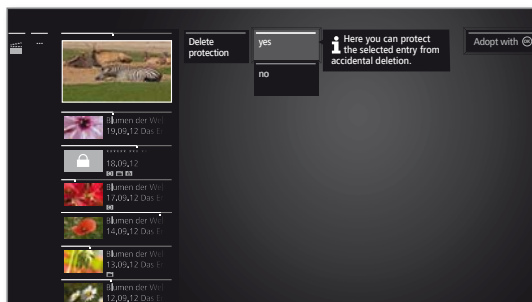 ...
Delete
protection
yes
no
Here you can protect
the selected entry from
accidental deletion.
Adopt with OK
Blumen der Wel
19.09.12 Das E
18.09.12
Blumen der Wel
17.09.12 Das E
Blumen der Wel
14.09.12 Das E
Blumen der Wel
13.09.12 Das E
Blumen der Wel
12.09.12 Das E